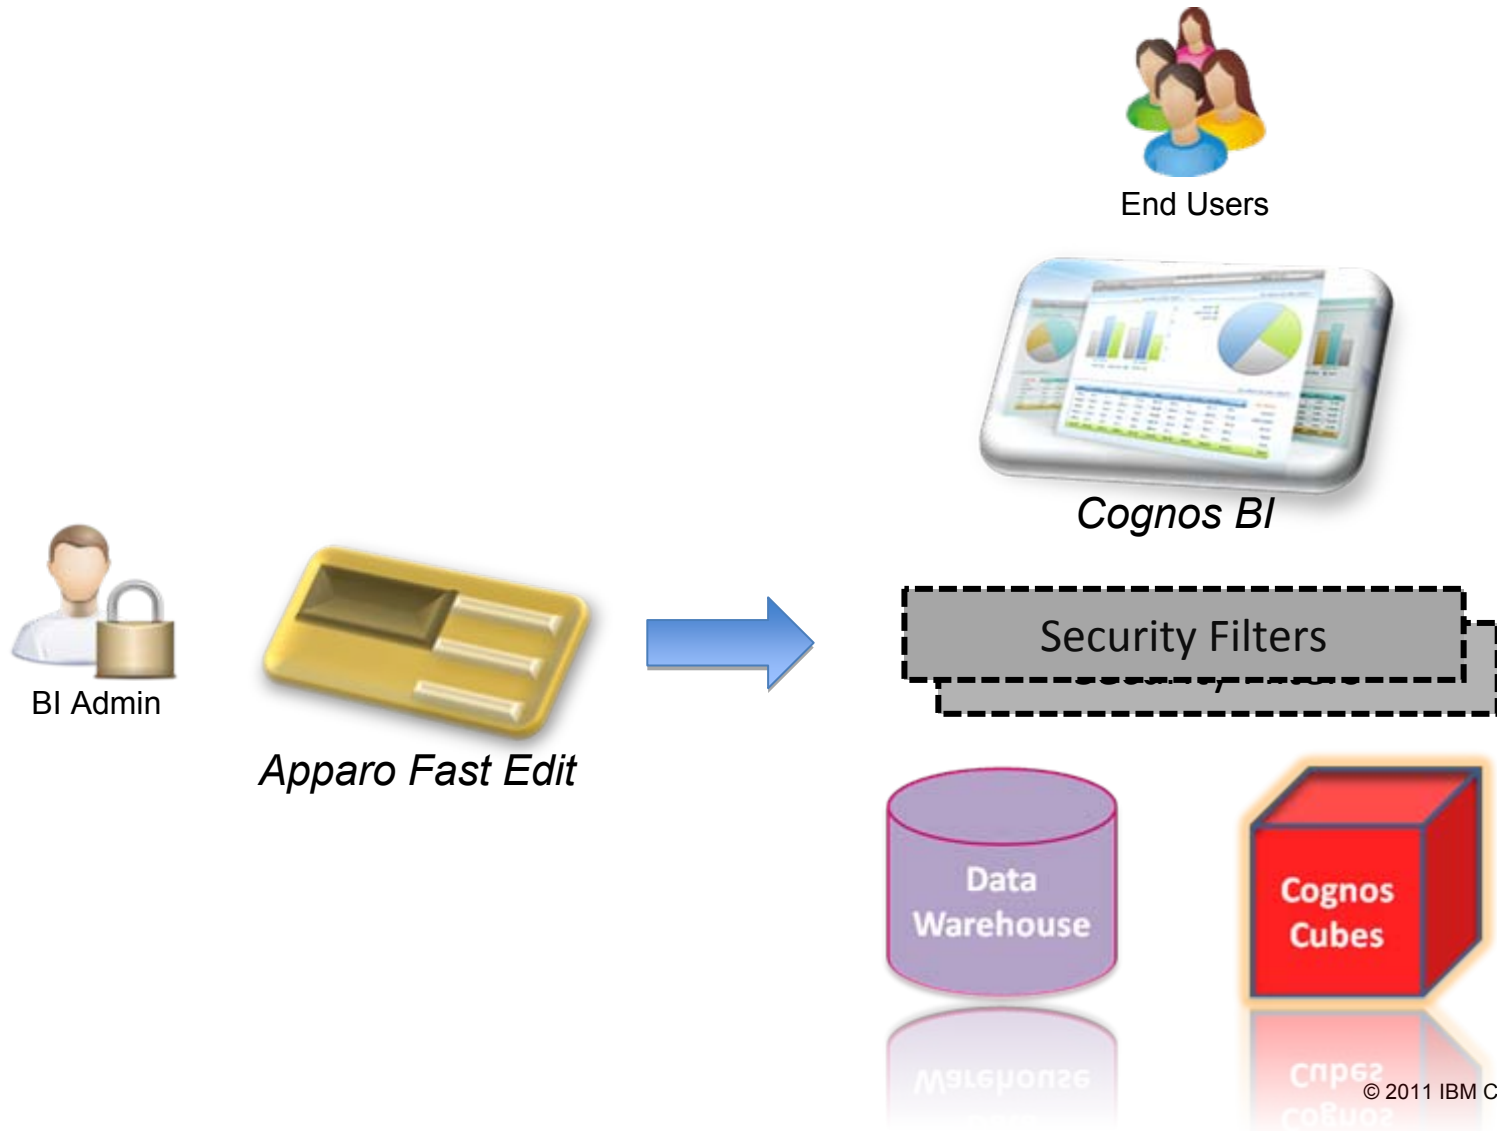 End Users
Cognos BI
BI Admin
Apparo Fast Edit
Security Filters
Data
Warehouse
Cognos
Cubes
© 2011 IBM C